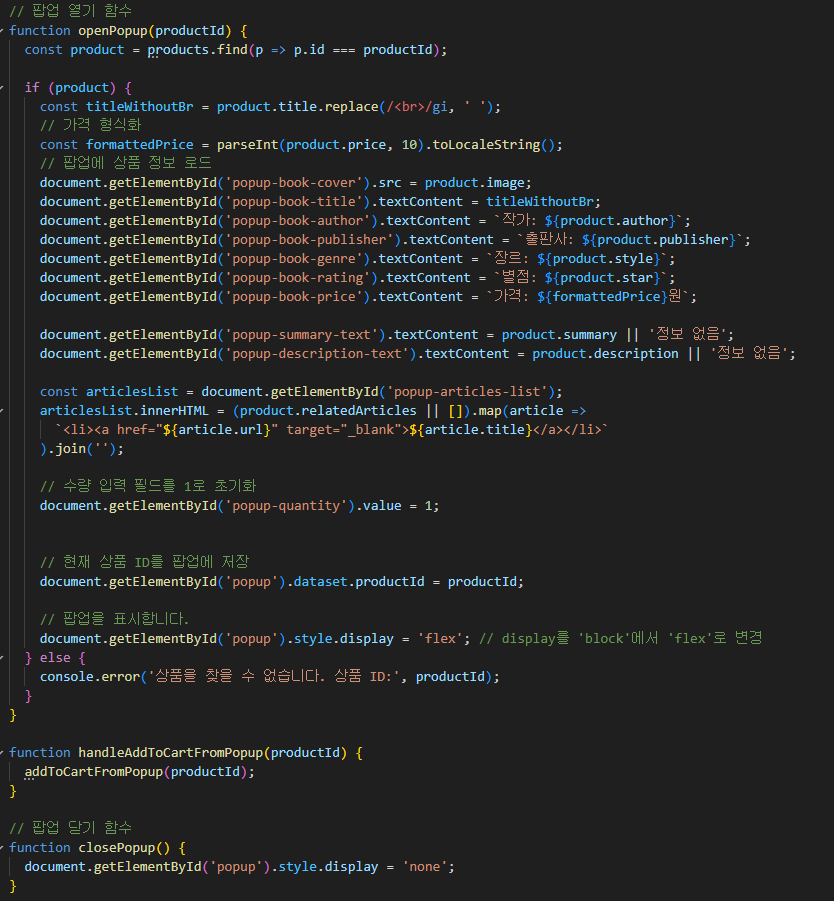 // 팝업 열기 함수
function openPopup(productId) {
const product = products.find(p => p.id === productId);
if (product) {
const titleWithoutBr = product.title.replace(/<br>/gi, ' ');
// 가격 형식화
const formattedPrice = parseInt(product.price, 10).toLocaleString();
// 팝업에 상품 정보 로드
document.getElementById('popup-book-cover').src = product.image;
document.getElementById('popup-book-title').textContent = titleWithoutBr;
document.getElementById('popup-book-author').textContent = `작가: ${product.author}`;
document.getElementById('popup-book-publisher').textContent = `출판사: ${product.publisher}`;
document.getElementById('popup-book-genre').textContent = `장르: ${product.style}`;
document.getElementById('popup-book-rating').textContent = `별점: ${product.star}`;
document.getElementById('popup-book-price').textContent = `가격: ${formattedPrice}원`;
document.getElementById('popup-summary-text').textContent = product.summary || '정보 없음';
document.getElementById('popup-description-text').textContent = product.description || '정보 없음';
const articlesList = document.getElementById('popup-articles-list');
articlesList.innerHTML = (product.relatedArticles || []).map(article =>
`<li><a href="${article.url}" target="_blank">${article.title}</a></li>`
).join('');
// 수량 입력 필드를 1로 초기화
document.getElementById('popup-quantity').value = 1;
// 현재 상품 ID를 팝업에 저장
document.getElementById('popup').dataset.productId = productId;
// 팝업을 표시합니다.
document.getElementById('popup').style.display = 'flex'; // display를 'block'에서 'flex'로 변경
} else {
console.error('상품을 찾을 수 없습니다. 상품 ID:', productId);
}
}
function handleAddToCartFromPopup(productId) {
addToCartFromPopup(productId);
}
// 팝업 닫기 함수
function closePopup() {
document.getElementById('popup').style.display = 'none';
}